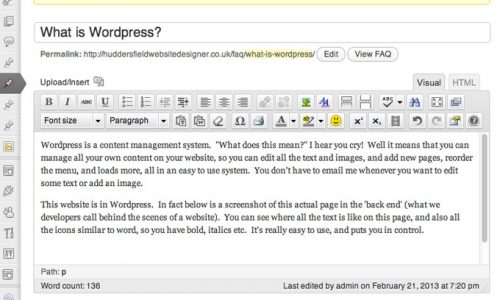 What is Wordpress?
Permalink: http://huddersfieldwebsitedesigner.co.uk/faq/what-is-wordpress/ Edit View FAQ
Upload/Insert Visual HTML
B I ABC U ABC
Font size Paragraph A ab
Wordpress is a content management system. "What does this mean?" I hear you cry! Well it means that you can
manage all your own content on your website, so you can edit all the text and images, and add new pages, reorder
the menu, and loads more, all in an easy to use system. You don't have to email me whenever you want to edit
some text or add an image.
This website is in Wordpress. In fact below is a screenshot of this actual page in the 'back end' (what we
developers call behind the scenes of a website). You can see where all the text is like on this page, and also all
the icons similar to word, so you have bold, italics etc. It's really easy to use, and puts you in control.
Path: p
Word count: 136 Last edited by admin on February 21, 2013 at 7:20 pm